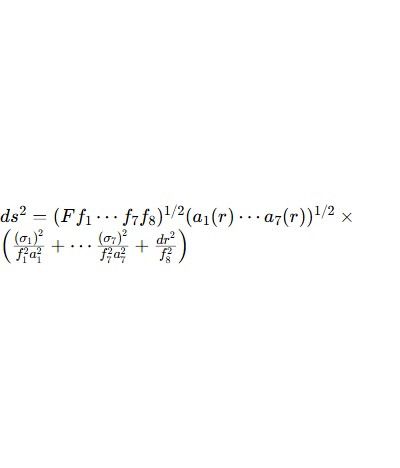 $ds^2 = (F f_1 \cdots f_7 f_8)^{1/2} (a_1(r) \cdots a_7(r))^{1/2} \times$
$\left( \frac{(\sigma_1)^2}{f_1^2 a_1^2} + \cdots \frac{(\sigma_7)^2}{f_7^2 a_7^2} + \frac{dr^2}{f_8^2} \right)$